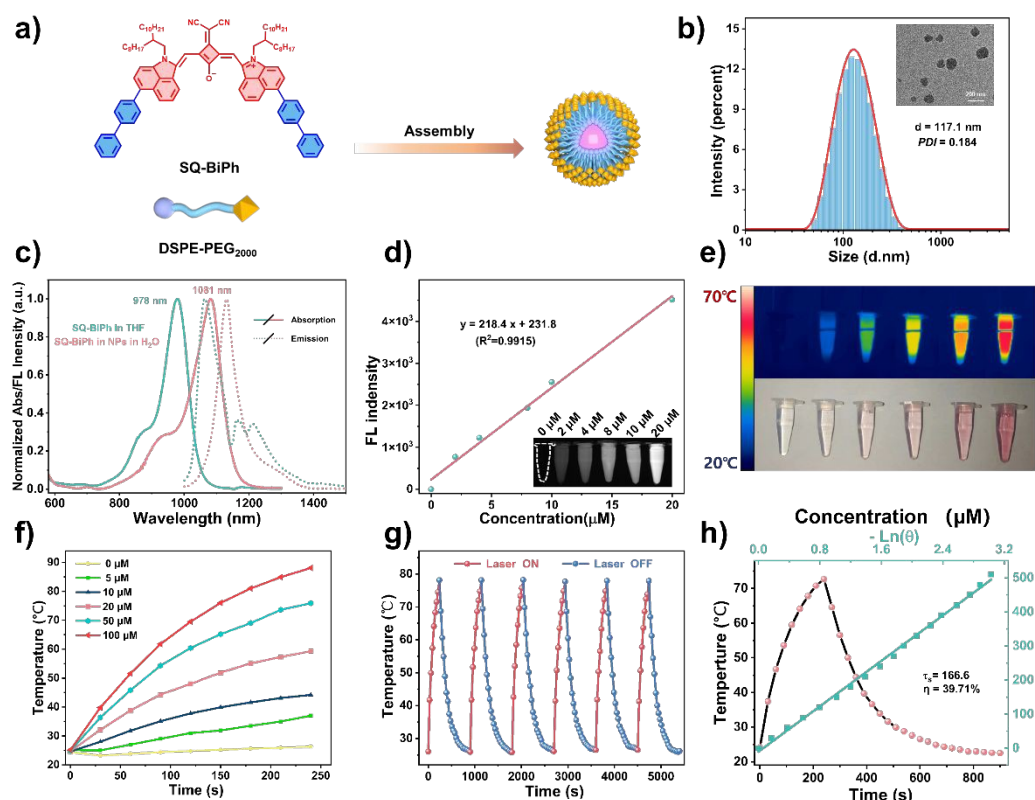 a)
C10H21
C8H17
NC CN
C10H21
C8H17
N
N+
O-
SQ-BiPh
Assembly
DSPE-PEG2000
b)
Intensity (percent)
15
12
9
6
3
0
10
100
1000
Size (d.nm)
d = 117.1 nm
PDI = 0.184
200 nm
c)
Normalized Abs/FL Inensity (a.u.)
1.0
0.8
0.6
0.4
0.2
0.0
600
800
1000
1200
1400
Wavelength (nm)
978 nm
1081 nm
SQ-BiPh in THF
SQ-BiPh in NPs in H2O
Absorption
Emission
d)
FL indensity
4×10³
3×10³
2×10³
1×10³
0
0
5
10
15
20
Concentration(μM)
y = 218.4 x + 231.8
(R²=0.9915)
0 μM
2 μM
4 μM
8 μM
10 μM
20 μM
e)
70℃
20℃
Concentration (μM)
f)
Temperature (℃)
90
80
70
60
50
40
30
20
0
50
100
150
200
250
Time (s)
0 μM
5 μM
10 μM
20 μM
50 μM
100 μM
g)
Temperature (℃)
80
70
60
50
40
30
0
1000
2000
3000
4000
5000
Time (s)
Laser ON
Laser OFF
h)
- Ln(θ)
0.0
0.8
1.6
2.4
3.2
Temperture (°C)
70
60
50
40
30
20
0
200
400
600
800
Time (s)
500
400
300
200
100
0
τs= 166.6
η = 39.71%